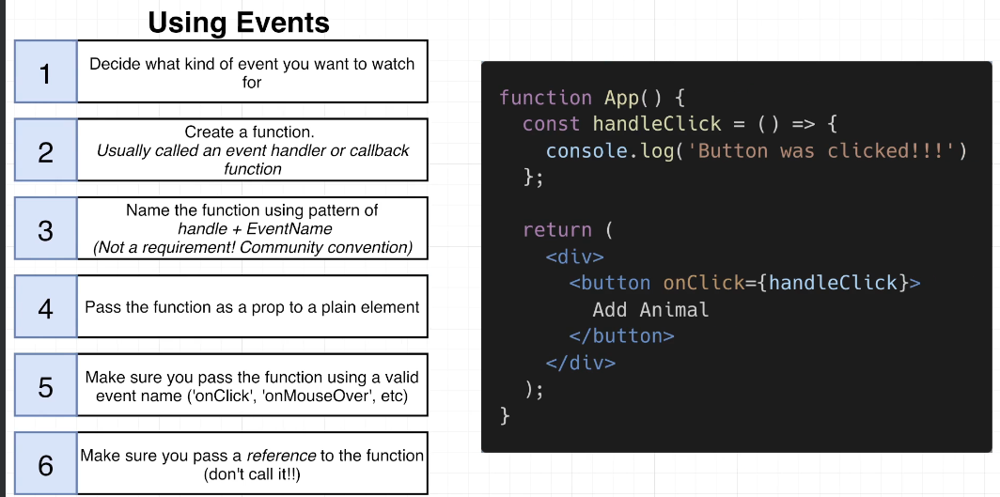 Using Events
1
Decide what kind of event you want to watch
for
2
Create a function.
Usually called an event handler or callback
function
3
Name the function using pattern of
handle + EventName
(Not a requirement! Community convention)
4
Pass the function as a prop to a plain element
5
Make sure you pass the function using a valid
event name ('onClick', 'onMouseOver', etc)
6
Make sure you pass a reference to the function
(don't call it!!)
function App() {
  const handleClick = () => {
    console.log('Button was clicked!!!')
  };

  return (
    <div>
      <button onClick={handleClick}>
        Add Animal
      </button>
    </div>
  );
}